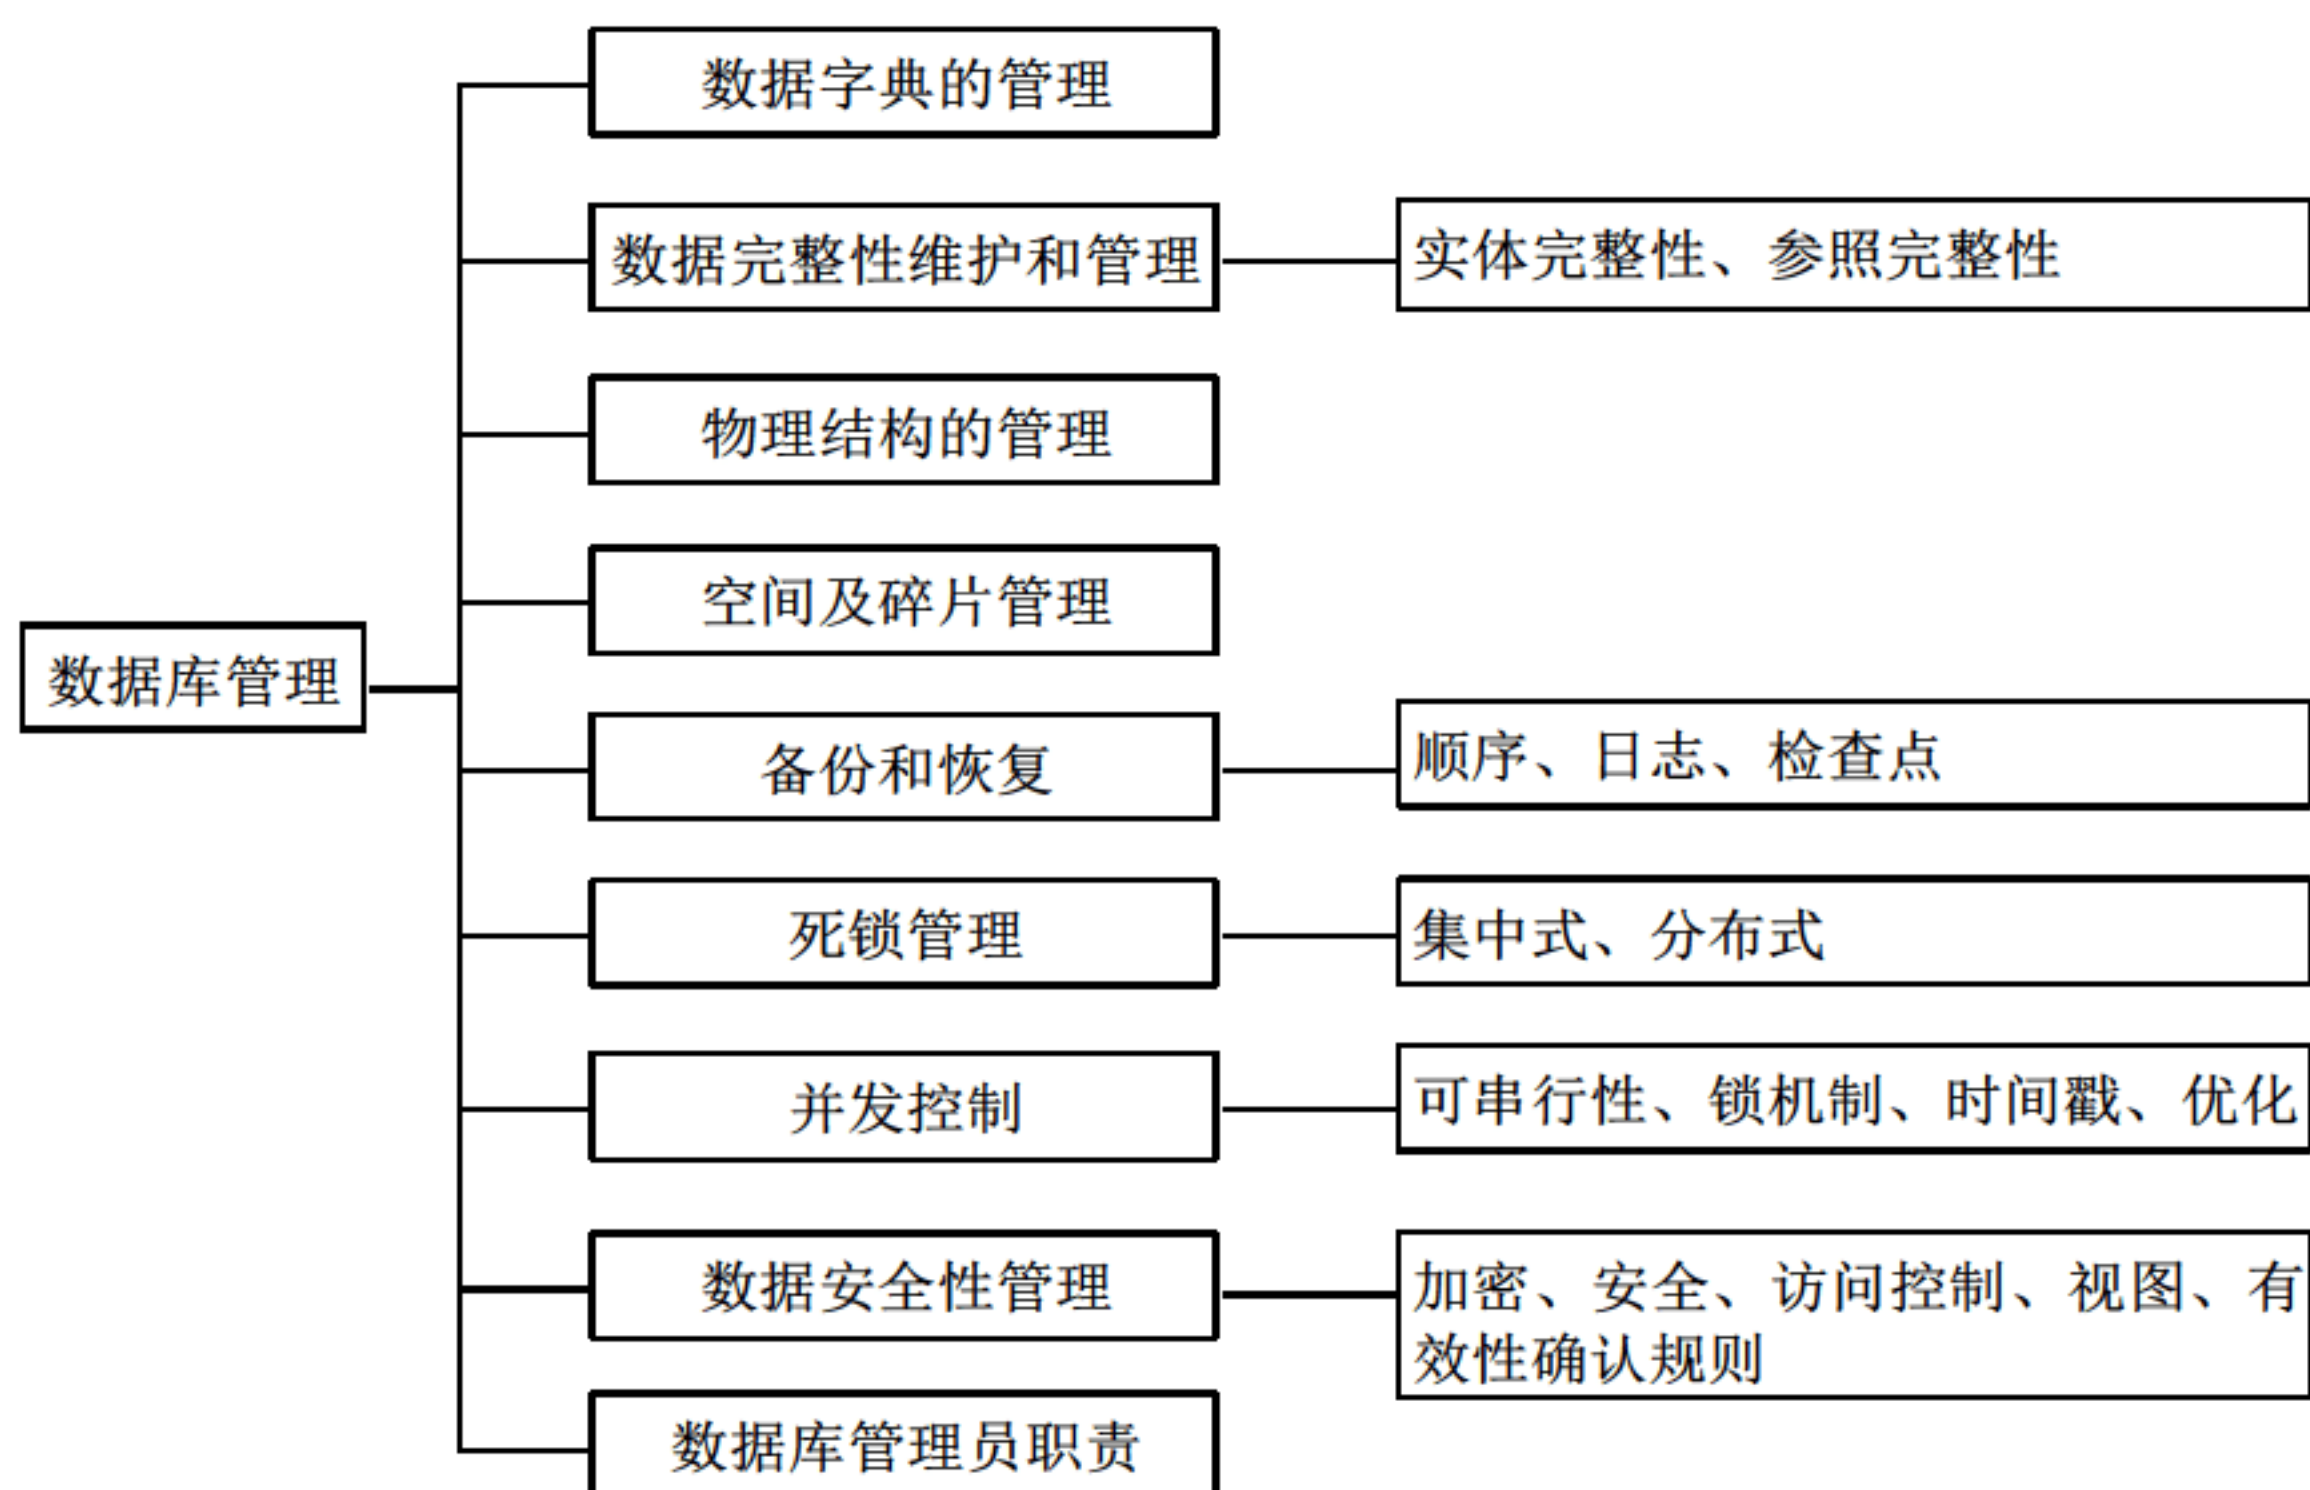 数据字典的管理
数据完整性维护和管理
实体完整性、参照完整性
物理结构的管理
空间及碎片管理
数据库管理
备份和恢复
顺序、日志、检查点
死锁管理
集中式、分布式
并发控制
可串行性、锁机制、时间戳、优化
数据安全性管理
加密、安全、访问控制、视图、有
效性确认规则
数据库管理员职责